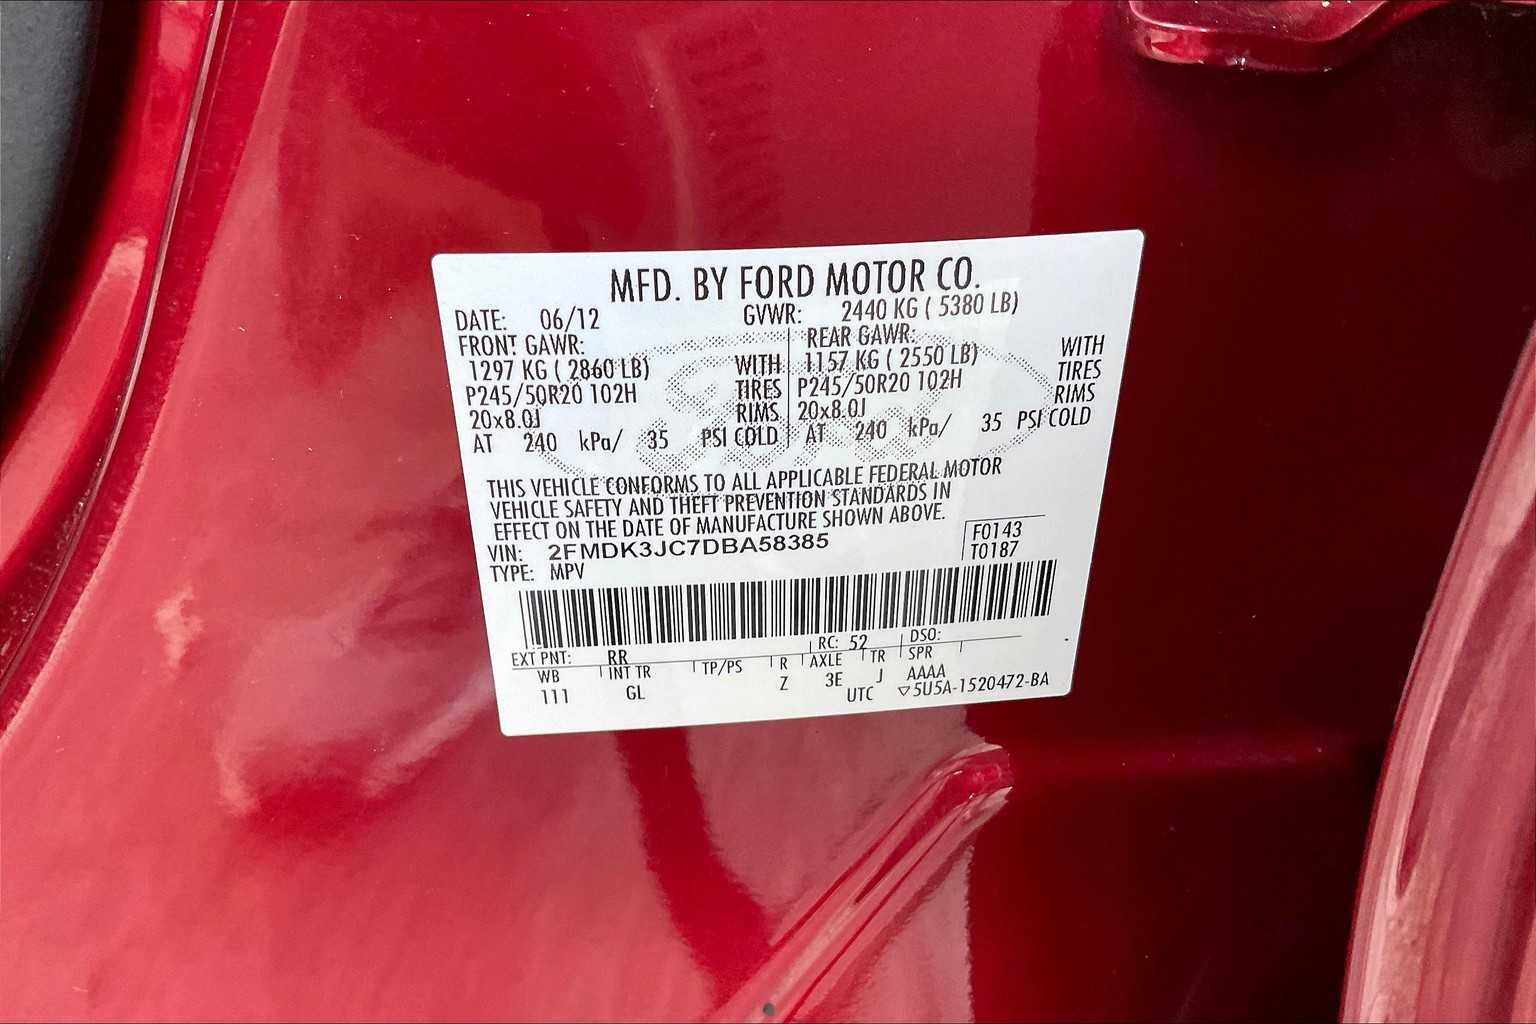 MFD. BY FORD MOTOR CO.
DATE: 06/12 GVWR: 2440 KG ( 5380 LB)
FRONT GAWR: REAR GAWR:
1297 KG ( 2860 LB) WITH 1157 KG ( 2550 LB) WITH
P245/50R20 102H TIRES P245/50R20 102H TIRES
20x8.0J RIMS 20x8.0J RIMS
AT 240 kPa/ 35 PSI COLD AT 240 kPa/ 35 PSI COLD
THIS VEHICLE CONFORMS TO ALL APPLICABLE FEDERAL MOTOR
VEHICLE SAFETY AND THEFT PREVENTION STANDARDS IN
EFFECT ON THE DATE OF MANUFACTURE SHOWN ABOVE.
VIN: 2FMDK3JC7DBA58385 F0143
TYPE: MPV T0187
EXT PNT: RR RC: 52 DSO:
WB INT TR TP/PS R AXLE TR SPR
111 GL Z 3E J AAAA
UTC ▽5U5A-1520472-BA
Ford